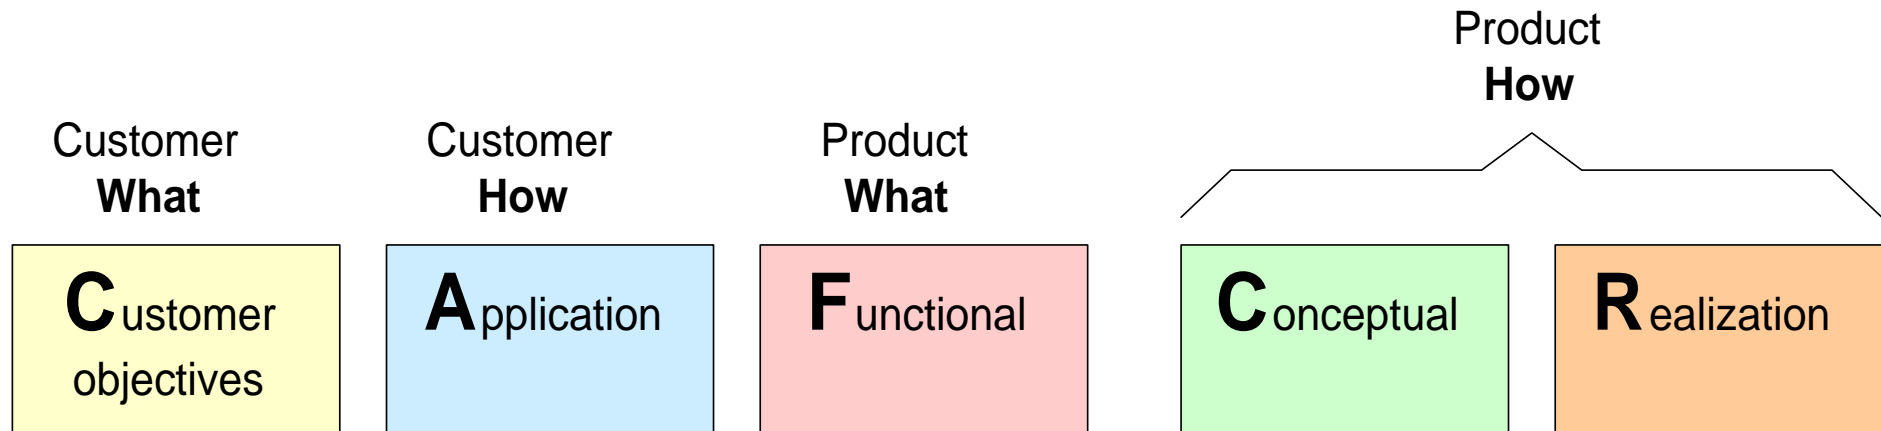 Product
How
Customer
What
Customer
How
Product
What
Customer
objectives
Application
Functional
Conceptual
Realization